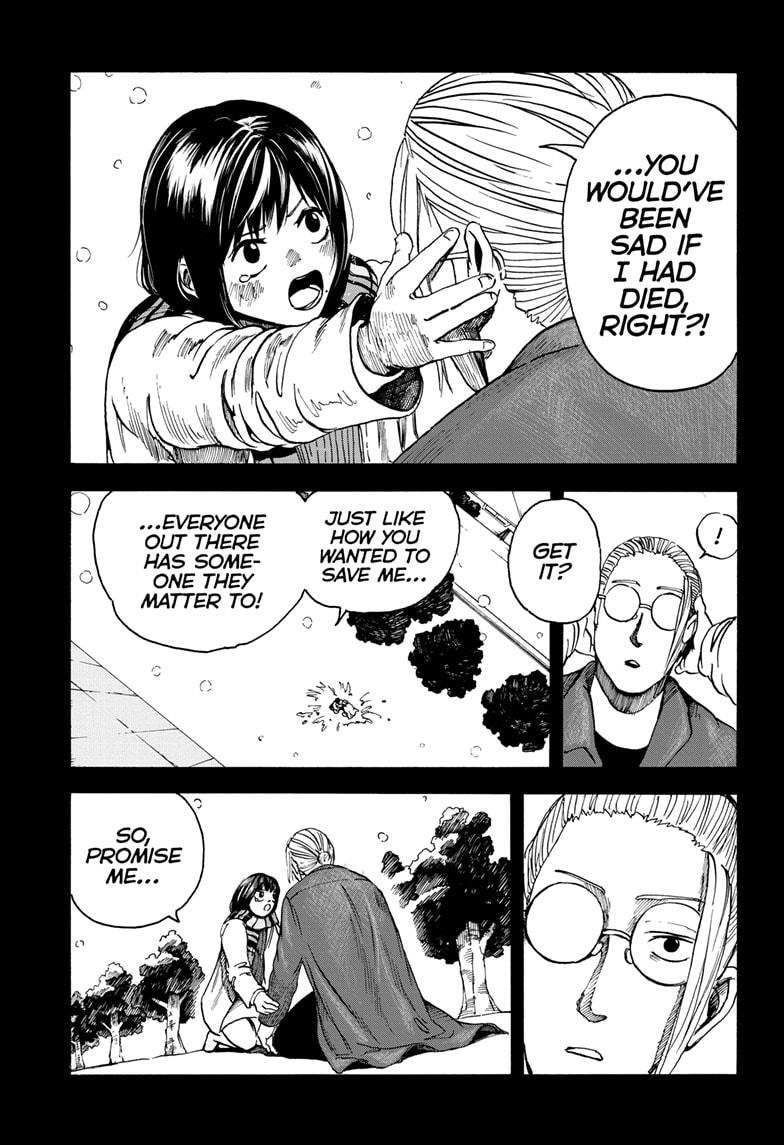 ...YOU
WOULD'VE
BEEN
SAD IF
I HAD
DIED,
RIGHT?!
JUST LIKE
HOW YOU
WANTED TO
SAVE ME...
...EVERYONE
OUT THERE
HAS SOME-
ONE THEY
MATTER TO!
GET
IT?
!
SO,
PROMISE
ME...